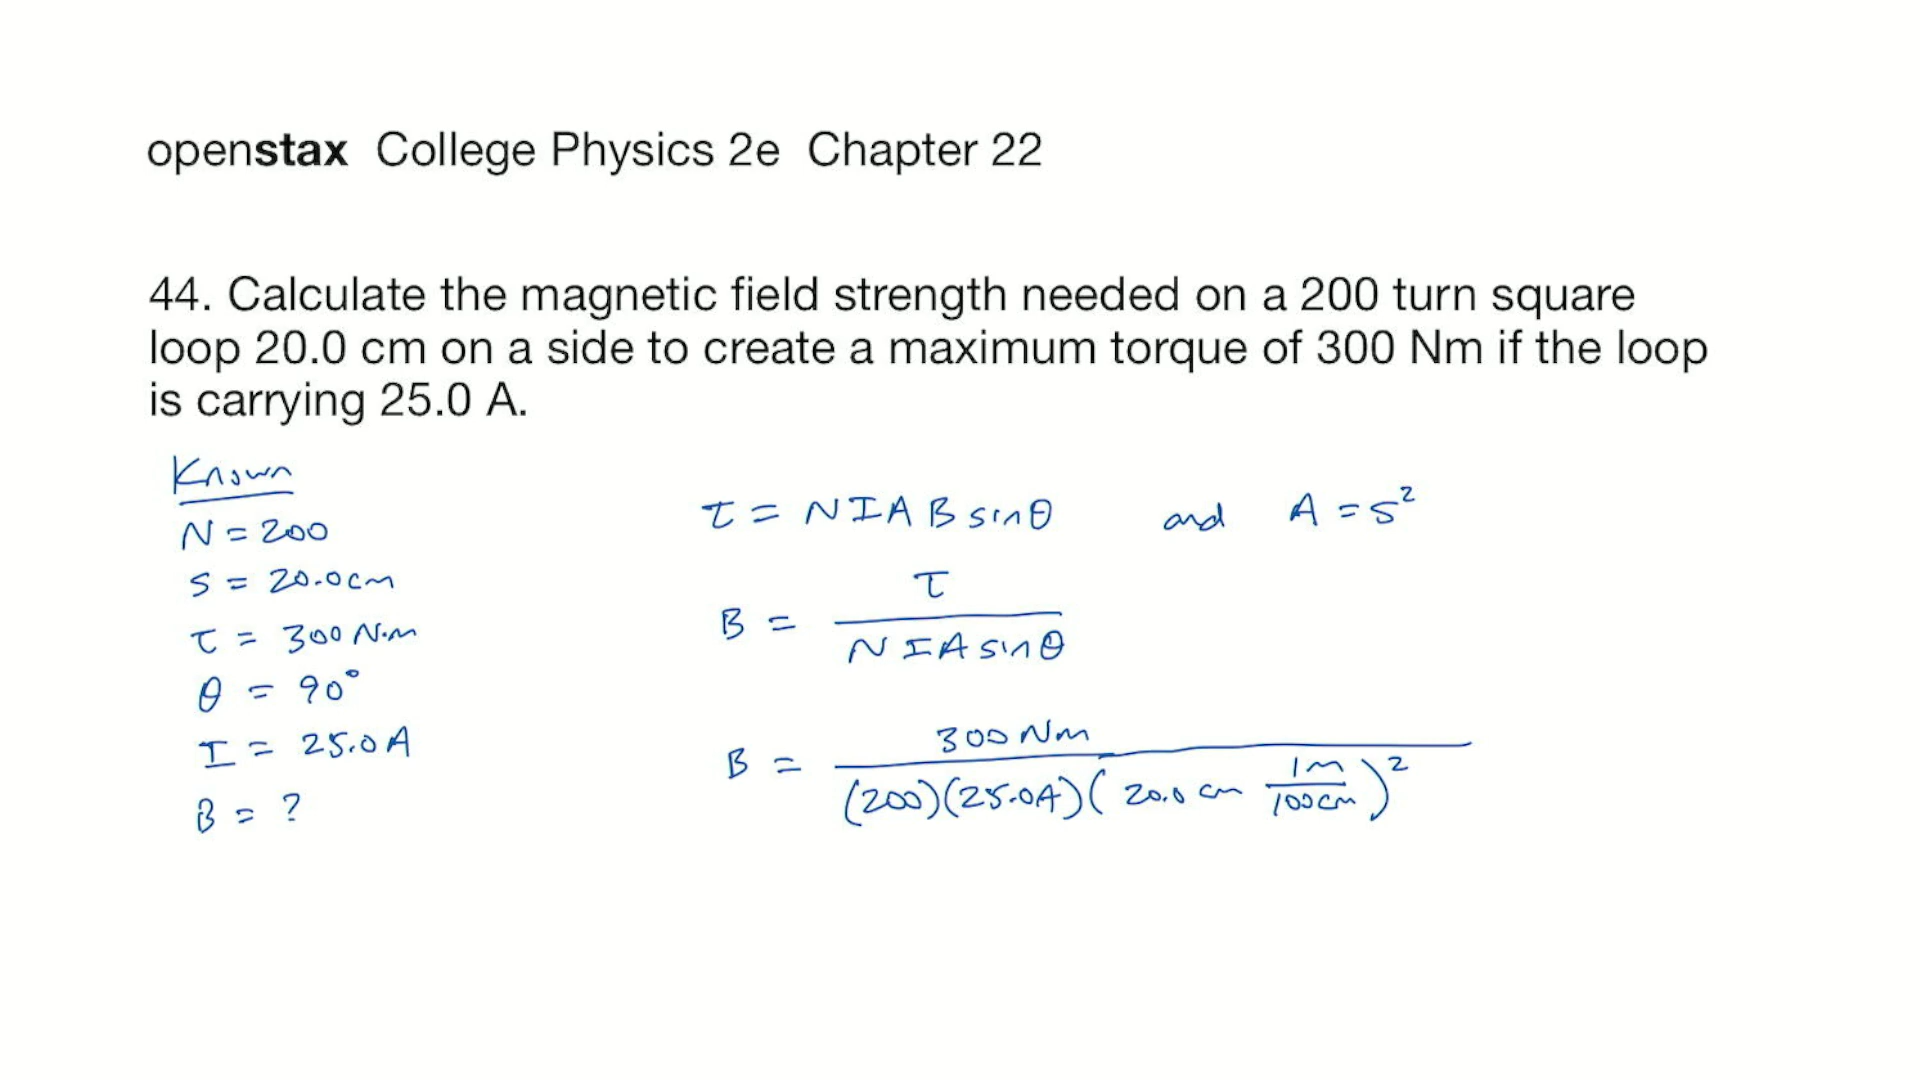 openstax College Physics 2e Chapter 22
44. Calculate the magnetic field strength needed on a 200 turn square
loop 20.0 cm on a side to create a maximum torque of 300 Nm if the loop
is carrying 25.0 A.
Known
N = 200
s = 20.0 cm
τ = 300 N·m
θ = 90°
I = 25.0 A
B = ?
τ = NIAB sinθ and A = s²
B = τ / NIA sinθ
B = 300 Nm / (200)(25.0A)(20.0 cm 1m/100cm)²